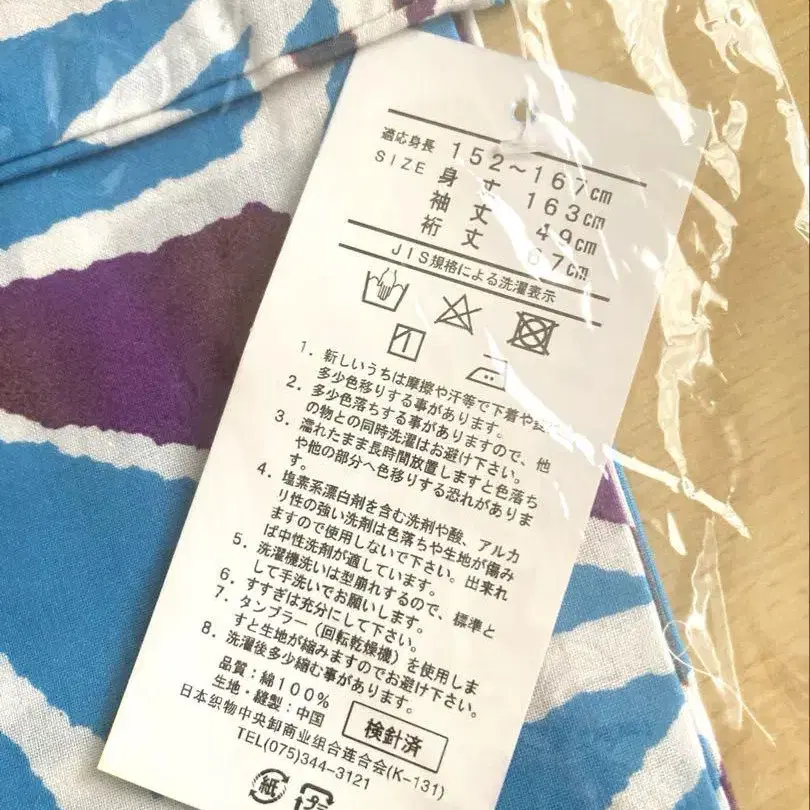 適応身長 152～167cm
SIZE 身丈 163cm
袖丈 49cm
裄丈 67cm
JIS規格による洗濯表示
1. 新しいうちは摩擦や汗等で下着や
多少色移りする事があります。
2. 多少色落ちする事がありますので、他
の物との同時洗濯はお避け下さい。
3. 濡れたまま長時間放置しますと色落ち
や他の部分へ色移りする恐れがありま
す。
4. 塩素系漂白剤を含む洗剤や酸、アルカ
リ性の強い洗剤は色落ちや生地が傷み
ますので使用しないで下さい。出来れ
ば中性洗剤が適しています。
5. 洗濯機洗いは型崩れするので、標準と
して手洗いでお願いします。
6. すすぎは充分にして下さい。
7. タンブラー（回転乾燥機）を使用しま
すと生地が縮みますのでお避け下さい。
8. 洗濯後多少縮む事があります。
品質：綿100%
生地・縫製：中国
検針済
日本织物中央卸商业组合连合会(K-131)
TEL(075)344-3121
紙 プラ